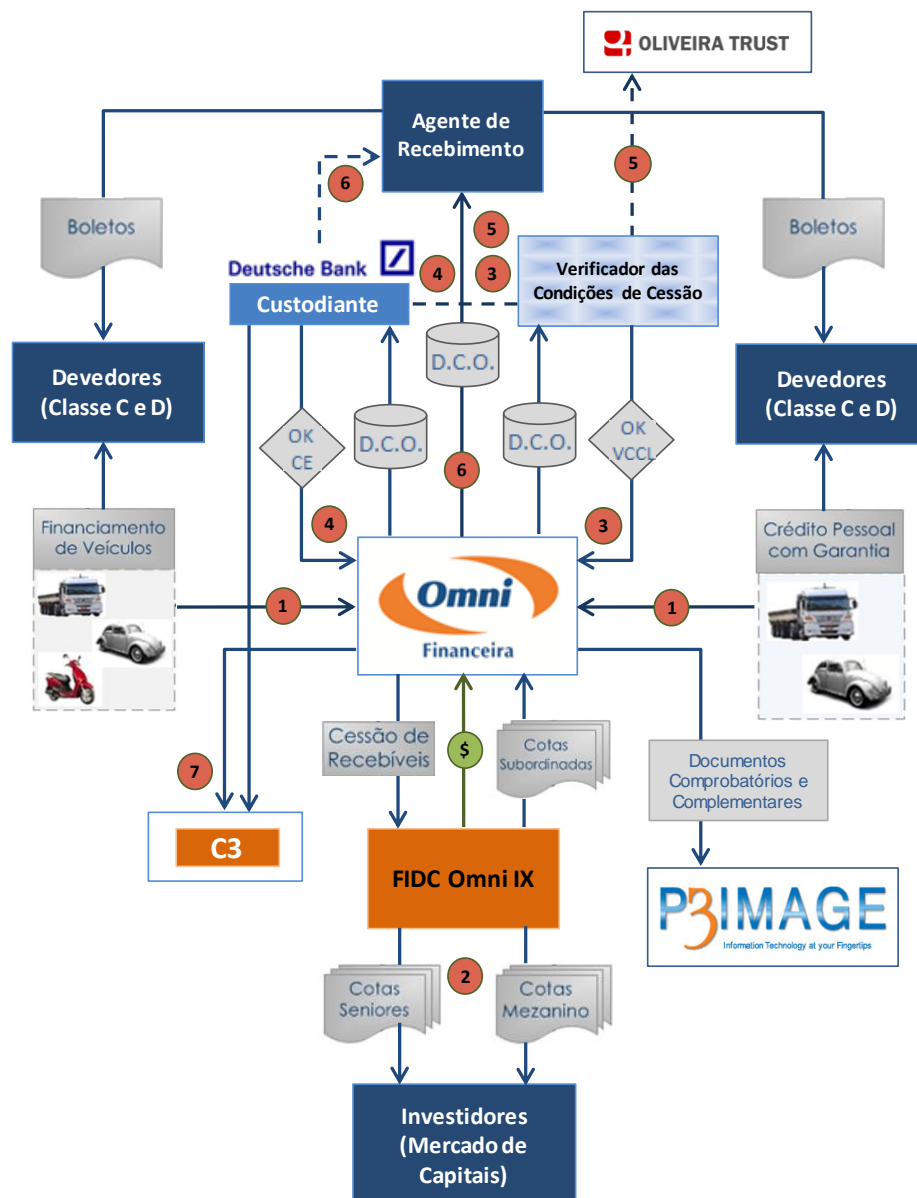 OLIVEIRA TRUST
Agente de
Recebimento
5
6
Boletos
Boletos
5
Deutsche Bank
4
3
Verificador das
Condições de Cessão
Custodiante
D.C.O.
Devedores
(Classe C e D)
Devedores
(Classe C e D)
OK
CE
D.C.O.
D.C.O.
OK
VCCL
6
4
3
Financiamento
de Veículos
Crédito Pessoal
com Garantia
Omni
Financeira
1
1
Cessão de
Recebíveis
$
Cotas
Subordinadas
Documentos
Comprobatórios e
Complementares
7
C3
FIDC Omni IX
P3IMAGE
Information Technology at your Fingertips
2
Cotas
Seniores
Cotas
Mezanino
Investidores
(Mercado de
Capitais)